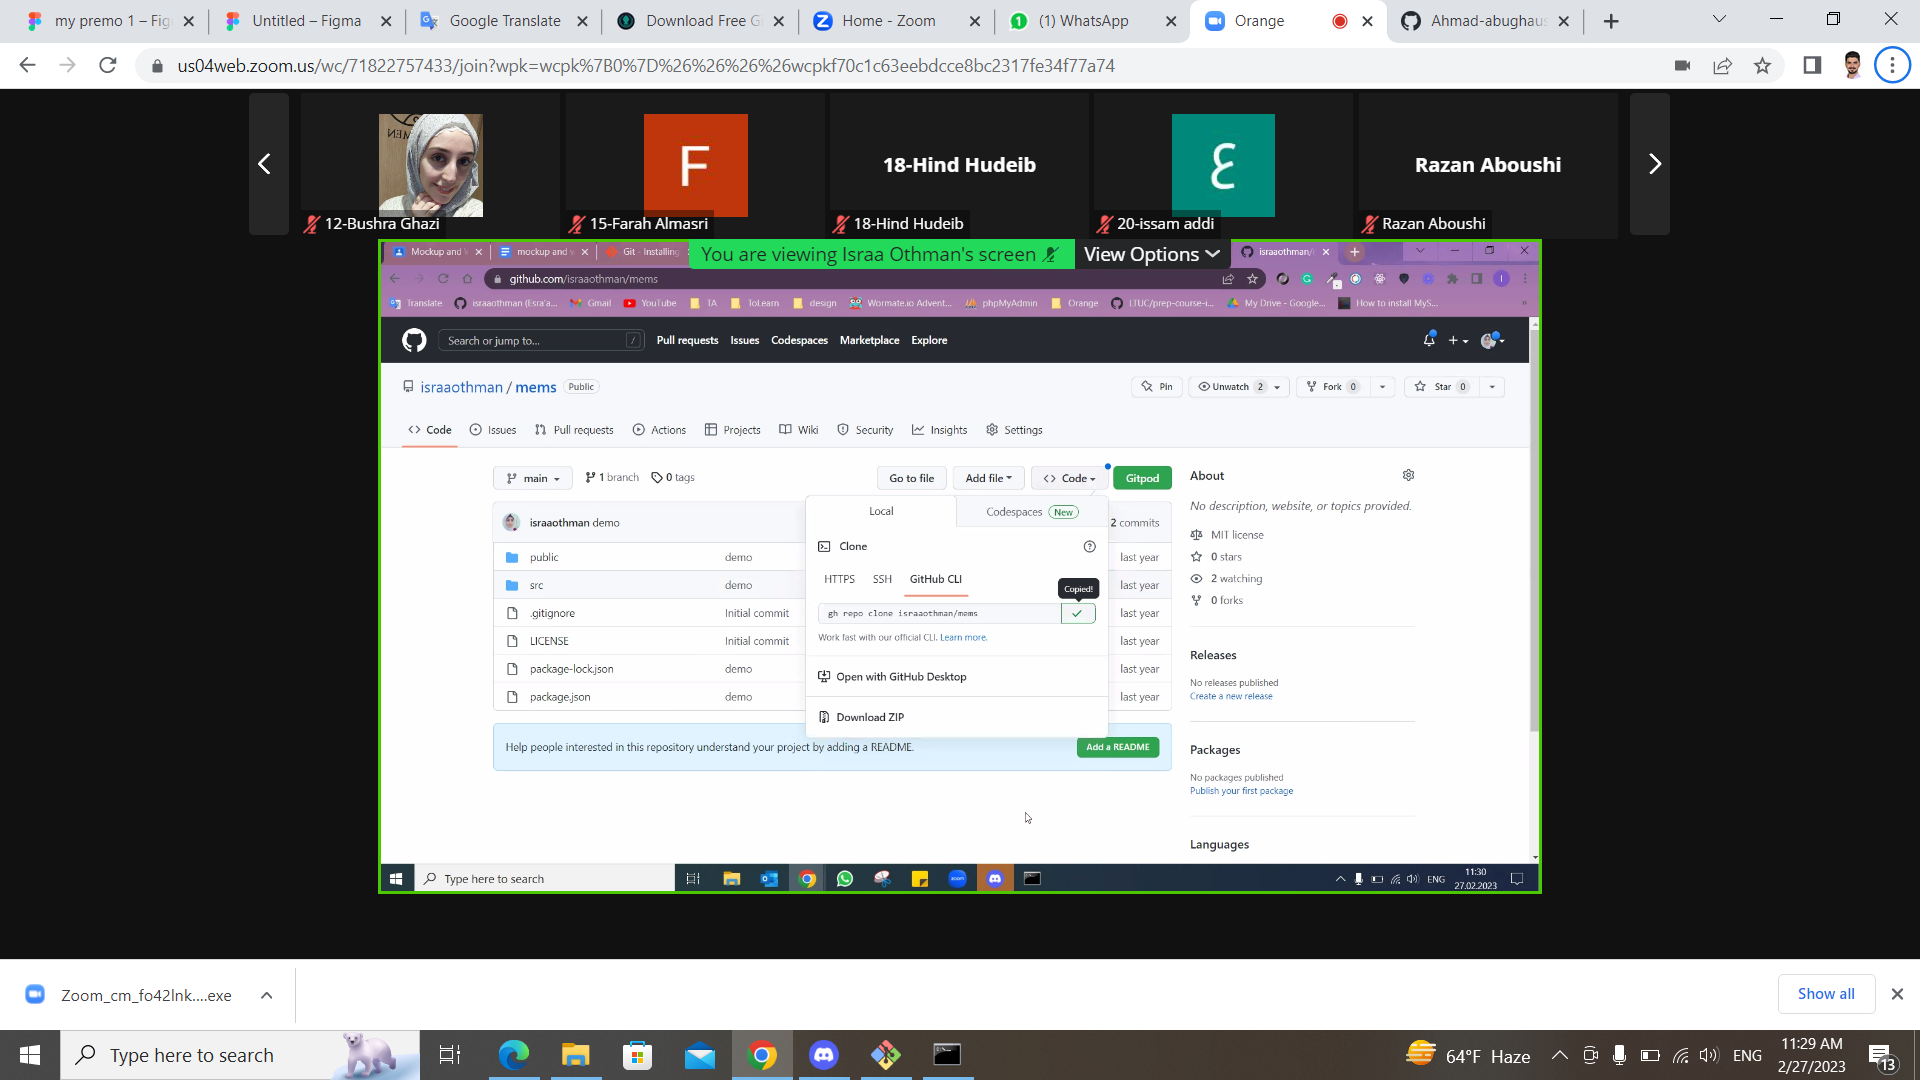 my premo 1 – Fig
Untitled – Figma
Google Translate
Download Free G
Home - Zoom
(1) WhatsApp
Orange
Ahmad-abughaus
us04web.zoom.us/wc/71822757433/join?wpk=wcpk%7B0%7D%26%26%26%26wcpkf70c1c63eebdcce8bc2317fe34f77a74
F
18-Hind Hudeib
ع
Razan Aboushi
12-Bushra Ghazi
15-Farah Almasri
18-Hind Hudeib
20-issam addi
Razan Aboushi
Mockup and
mockup and
Git - Installing
You are viewing Israa Othman's screen
View Options
israaothman/
github.com/israaothman/mems
Translate
israaothman (Esra'a...
Gmail
YouTube
TA
ToLearn
design
Wormate.io Advent...
phpMyAdmin
Orange
LTUC/prep-course-i...
My Drive - Google...
How to install MyS...
Search or jump to...
/
Pull requests
Issues
Codespaces
Marketplace
Explore
israaothman / mems
Public
Pin
Unwatch 2
Fork 0
Star 0
Code
Issues
Pull requests
Actions
Projects
Wiki
Security
Insights
Settings
main
1 branch
0 tags
Go to file
Add file
Code
Gitpod
About
No description, website, or topics provided.
israaothman demo
2 commits
Local
Codespaces New
MIT license
0 stars
2 watching
0 forks
public demo last year
src demo last year
.gitignore Initial commit last year
LICENSE Initial commit last year
package-lock.json demo last year
package.json demo last year
Clone
HTTPS
SSH
GitHub CLI
Copied!
gh repo clone israaothman/mems
Work fast with our official CLI. Learn more.
Open with GitHub Desktop
Download ZIP
Releases
No releases published
Create a new release
Help people interested in this repository understand your project by adding a README.
Add a README
Packages
No packages published
Publish your first package
Languages
Type here to search
ENG
11:30
27.02.2023
Zoom_cm_fo42lnk....exe
Show all
Type here to search
64°F Haze
ENG
11:29 AM
2/27/2023
13